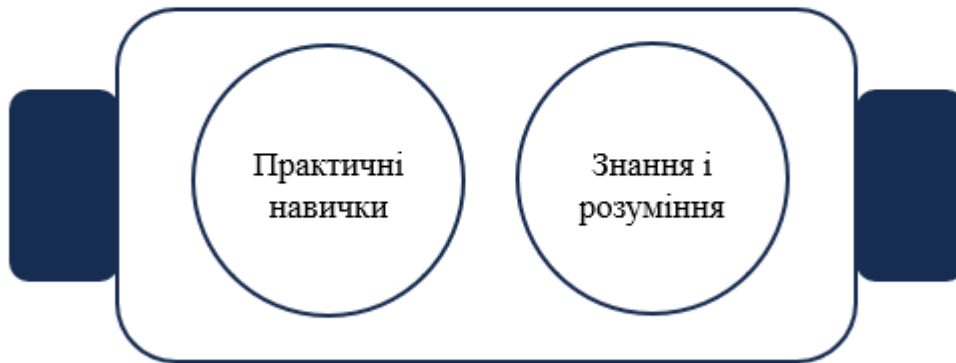 Практичні
навички
Знання і
розуміння